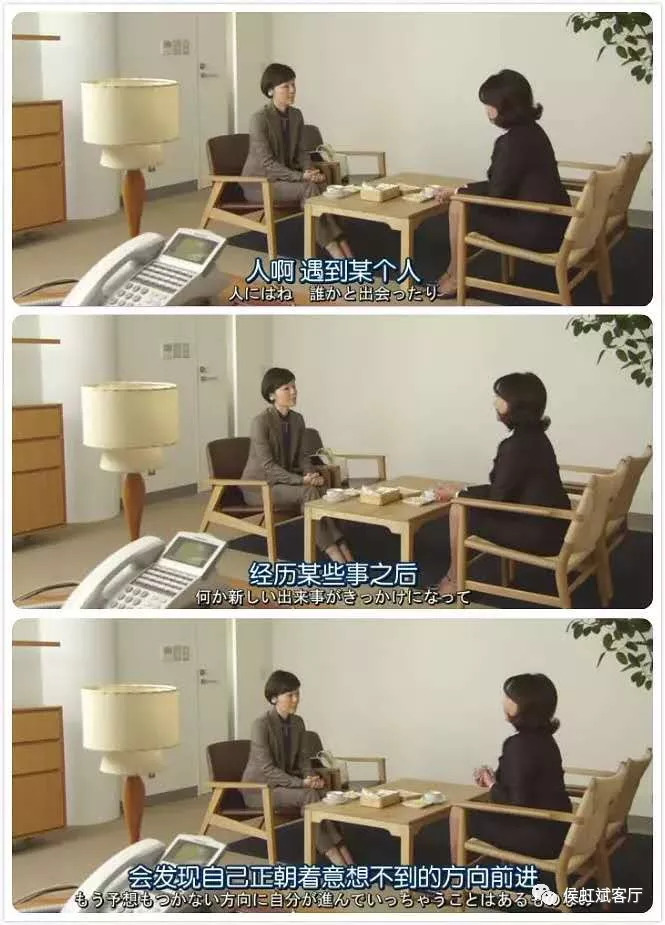 人啊 遇到某个人
人にはね 誰かと出会ったり
经历某些事之后
何か新しい出来事がきっかけになって
会发现自己正朝着意想不到的方向前进
もう予想もつかない方向に自分が進んでいっちゃうことはあるもの
侯虹斌客厅